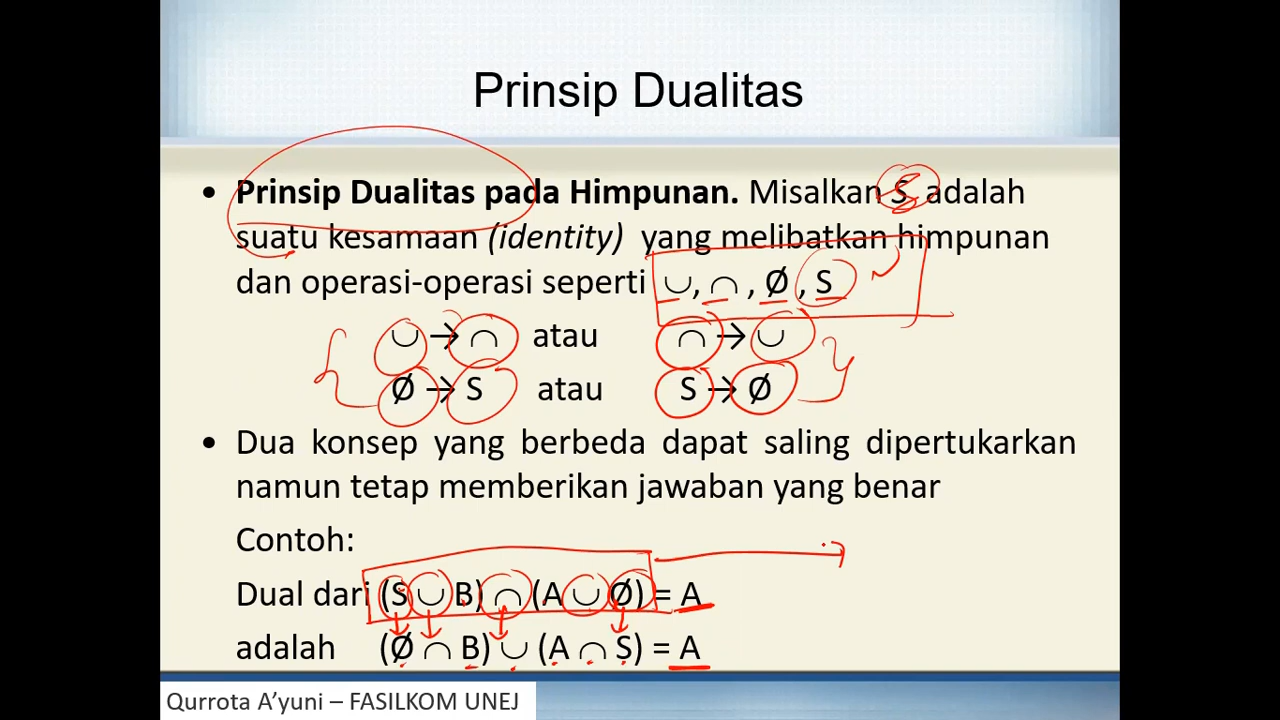 Prinsip Dualitas
• Prinsip Dualitas pada Himpunan. Misalkan S adalah
suatu kesamaan (identity) yang melibatkan himpunan
dan operasi-operasi seperti ∪, ∩ , Ø , S
∪ → ∩ atau ∩ → ∪
Ø → S atau S → Ø
• Dua konsep yang berbeda dapat saling dipertukarkan
namun tetap memberikan jawaban yang benar
Contoh:
Dual dari (S ∪ B) ∩ (A ∪ Ø) = A
adalah (Ø ∩ B) ∪ (A ∩ S) = A
Qurrota A'yuni – FASILKOM UNEJ